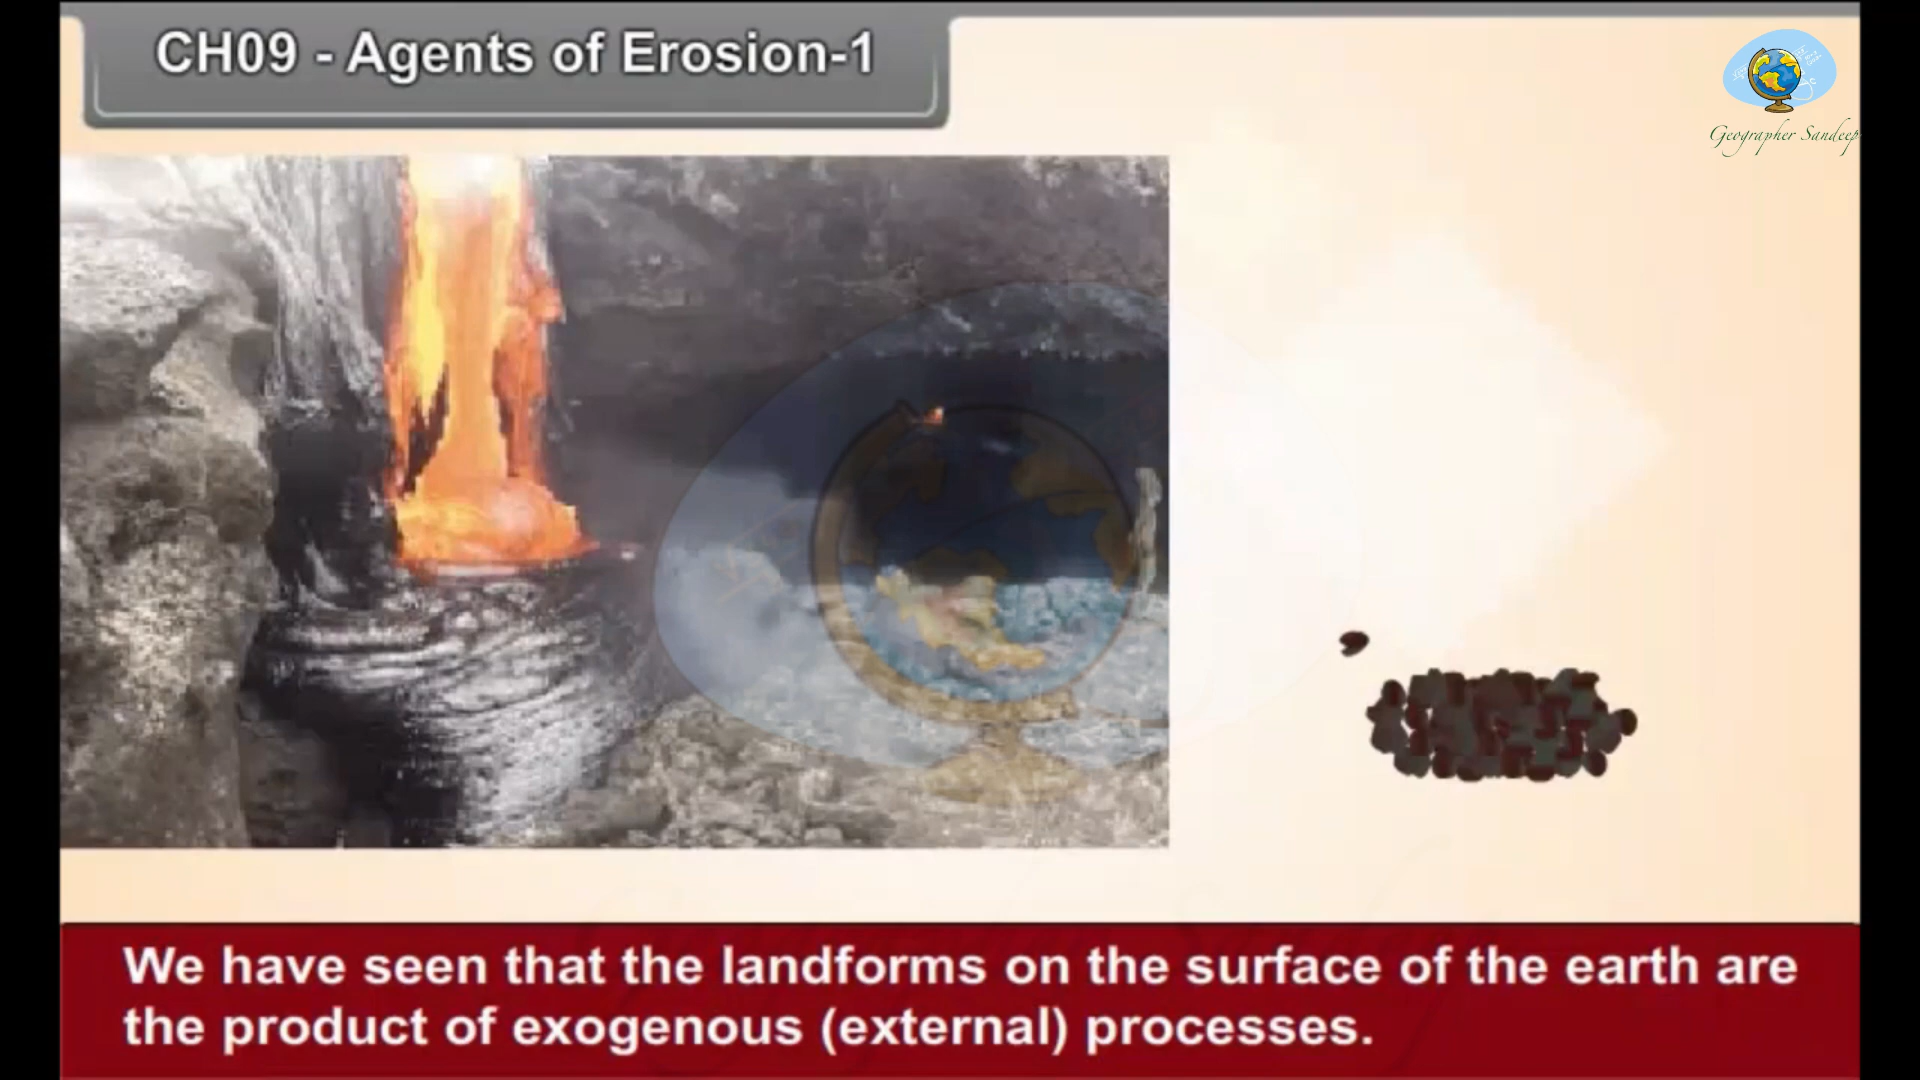 CH09 - Agents of Erosion-1
Geographer Sandeep
We have seen that the landforms on the surface of the earth are
the product of exogenous (external) processes.